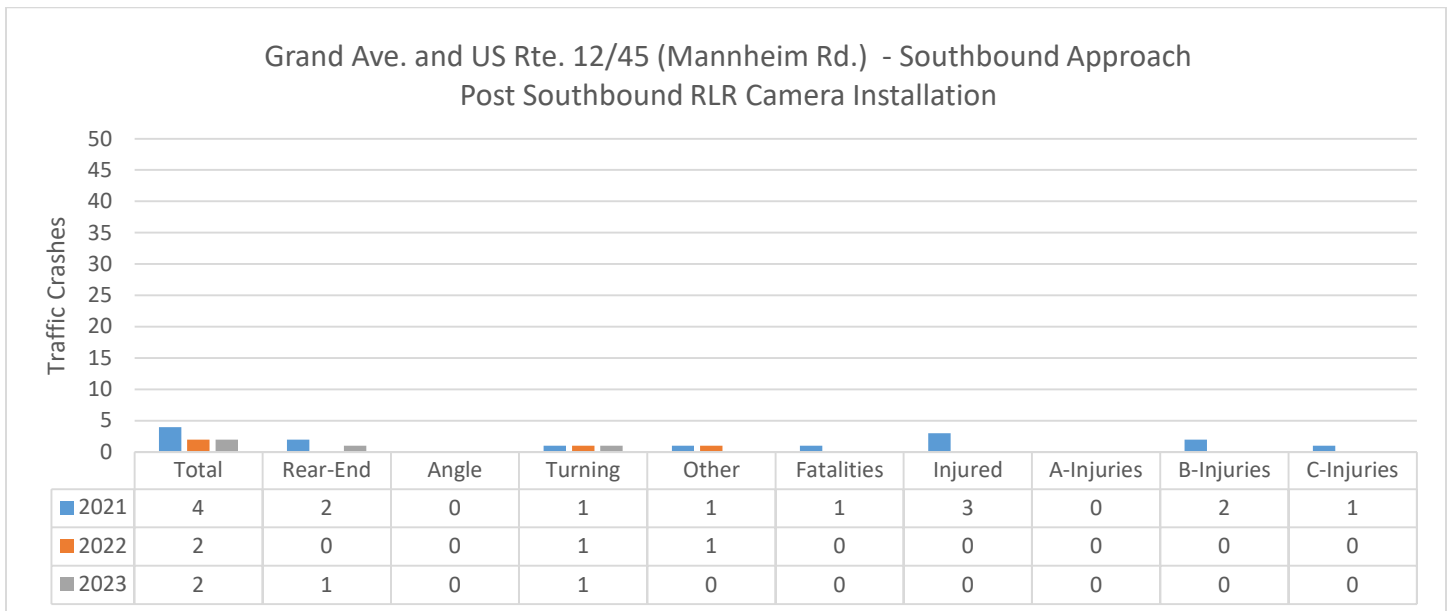 Grand Ave. and US Rte. 12/45 (Mannheim Rd.)  - Southbound Approach
Post Southbound RLR Camera Installation
Traffic Crashes
50
45
40
35
30
25
20
15
10
5
0
Total Rear-End Angle Turning Other Fatalities Injured A-Injuries B-Injuries C-Injuries
2021 4 2 0 1 1 1 3 0 2 1
2022 2 0 0 1 1 0 0 0 0 0
2023 2 1 0 1 0 0 0 0 0 0